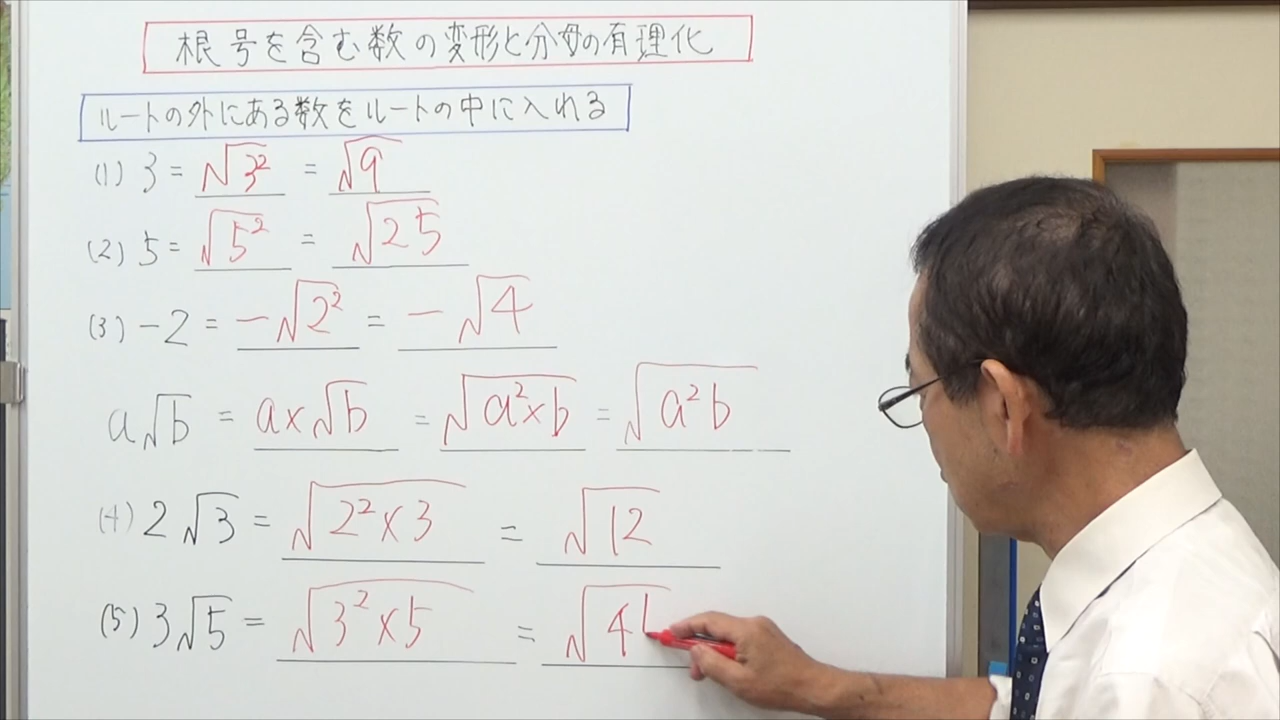 根号を含む数の変形と分母の有理化
ルートの外にある数をルートの中に入れる
(1) 3 = √3² = √9
(2) 5 = √5² = √25
(3) -2 = -√2² = -√4
a√b = a×√b = √a²×b = √a²b
(4) 2√3 = √2²×3 = √12
(5) 3√5 = √3²×5 = √4